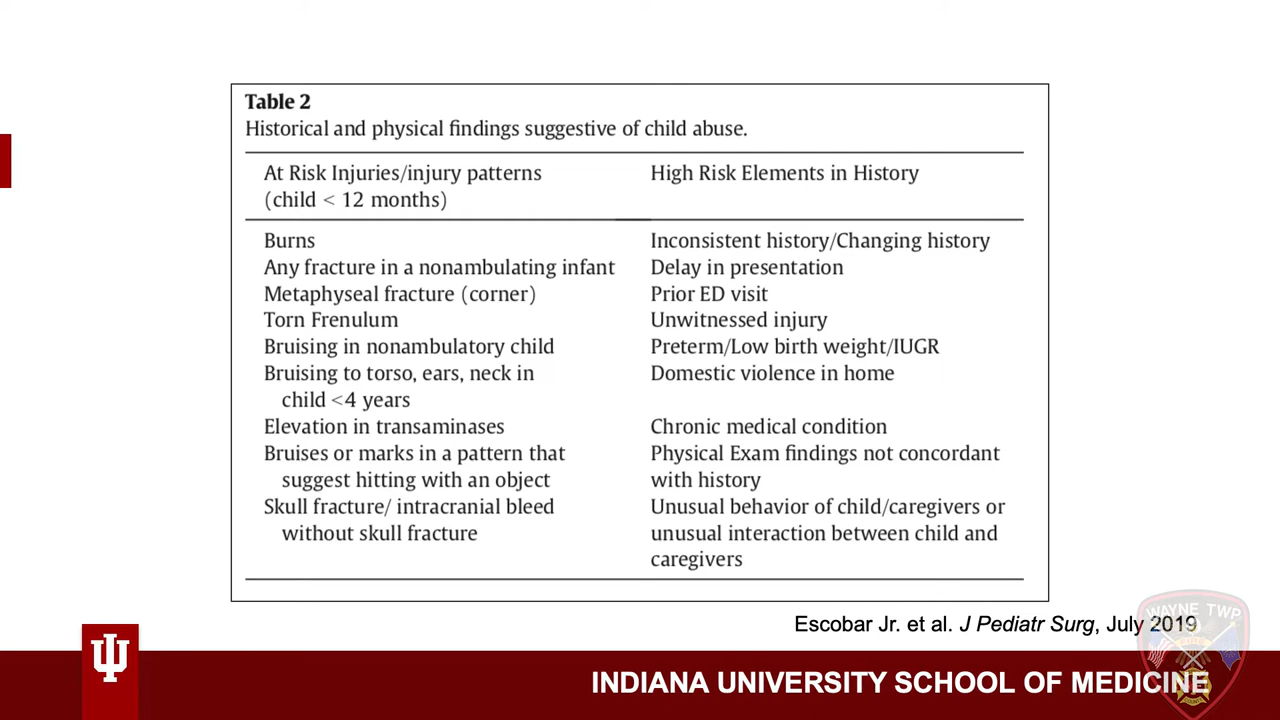 Table 2
Historical and physical findings suggestive of child abuse.
At Risk Injuries/injury patterns
(child < 12 months)
High Risk Elements in History
Burns
Inconsistent history/Changing history
Any fracture in a nonambulating infant
Delay in presentation
Metaphyseal fracture (corner)
Prior ED visit
Torn Frenulum
Unwitnessed injury
Bruising in nonambulatory child
Preterm/Low birth weight/IUGR
Bruising to torso, ears, neck in
child <4 years
Domestic violence in home
Elevation in transaminases
Chronic medical condition
Bruises or marks in a pattern that
suggest hitting with an object
Physical Exam findings not concordant
with history
Skull fracture/ intracranial bleed
without skull fracture
Unusual behavior of child/caregivers or
unusual interaction between child and
caregivers
Escobar Jr. et al. J Pediatr Surg, July 2019
WAYNE TWP
INDIANA UNIVERSITY SCHOOL OF MEDICINE